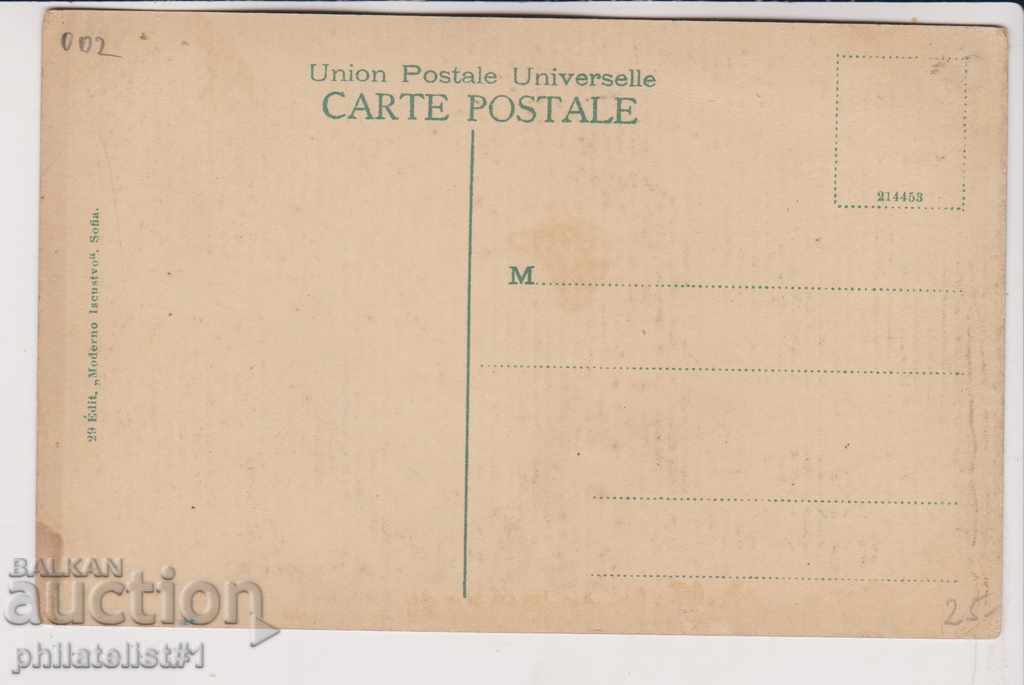 002
Union Postale Universelle
CARTE POSTALE
214453
M
29 Édit. „Moderno Iscustvo“, Sofia.
25.-
BALKAN
auction
philatelist#1